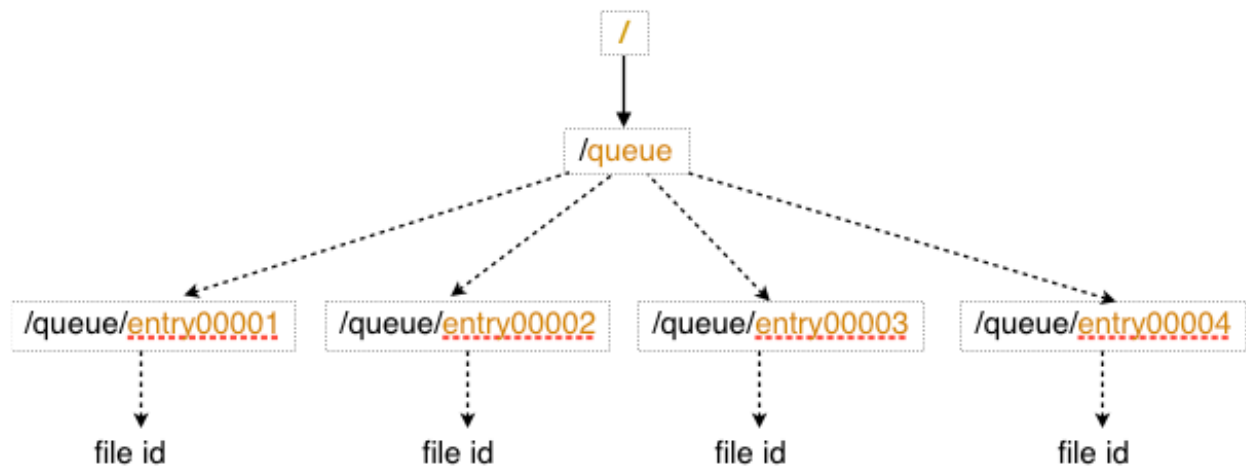 /
/queue
/queue/entry00001 /queue/entry00002 /queue/entry00003 /queue/entry00004
file id file id file id file id